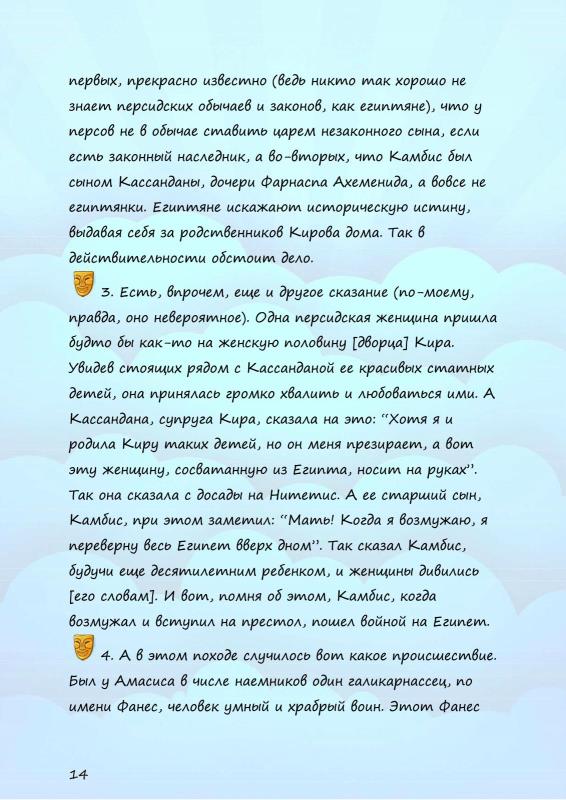 первых, прекрасно известно (ведь никто так хорошо не
знает персидских обычаев и законов, как египтяне), что у
персов не в обычае ставить царем незаконного сына, если
есть законный наследник, а во-вторых, что Камбис был
сыном Кассанданы, дочери Фарнаспа Ахеменида, а вовсе не
египтянки. Египтяне искажают историческую истину,
выдавая себя за родственников Кирова дома. Так в
действительности обстоит дело.
3. Есть, впрочем, еще и другое сказание (по-моему,
правда, оно невероятное). Одна персидская женщина пришла
будто бы как-то на женскую половину [дворца] Кира.
Увидев стоящих рядом с Кассанданой ее красивых статных
детей, она принялась громко хвалить и любоваться ими. А
Кассандана, супруга Кира, сказала на это: “Хотя я и
родила Киру таких детей, но он меня презирает, а вот
эту женщину, сосватанную из Египта, носит на руках”.
Так она сказала с досады на Нитетис. А ее старший сын,
Камбис, при этом заметил: “Мать! Когда я возмужаю, я
переверну весь Египет вверх дном”. Так сказал Камбис,
будучи еще десятилетним ребенком, и женщины дивились
[его словам]. И вот, помня об этом, Камбис, когда
возмужал и вступил на престол, пошел войной на Египет.
4. А в этом походе случилось вот какое происшествие.
Был у Амасиса в числе наемников один галикарнассец, по
имени Фанес, человек умный и храбрый воин. Этот Фанес
14